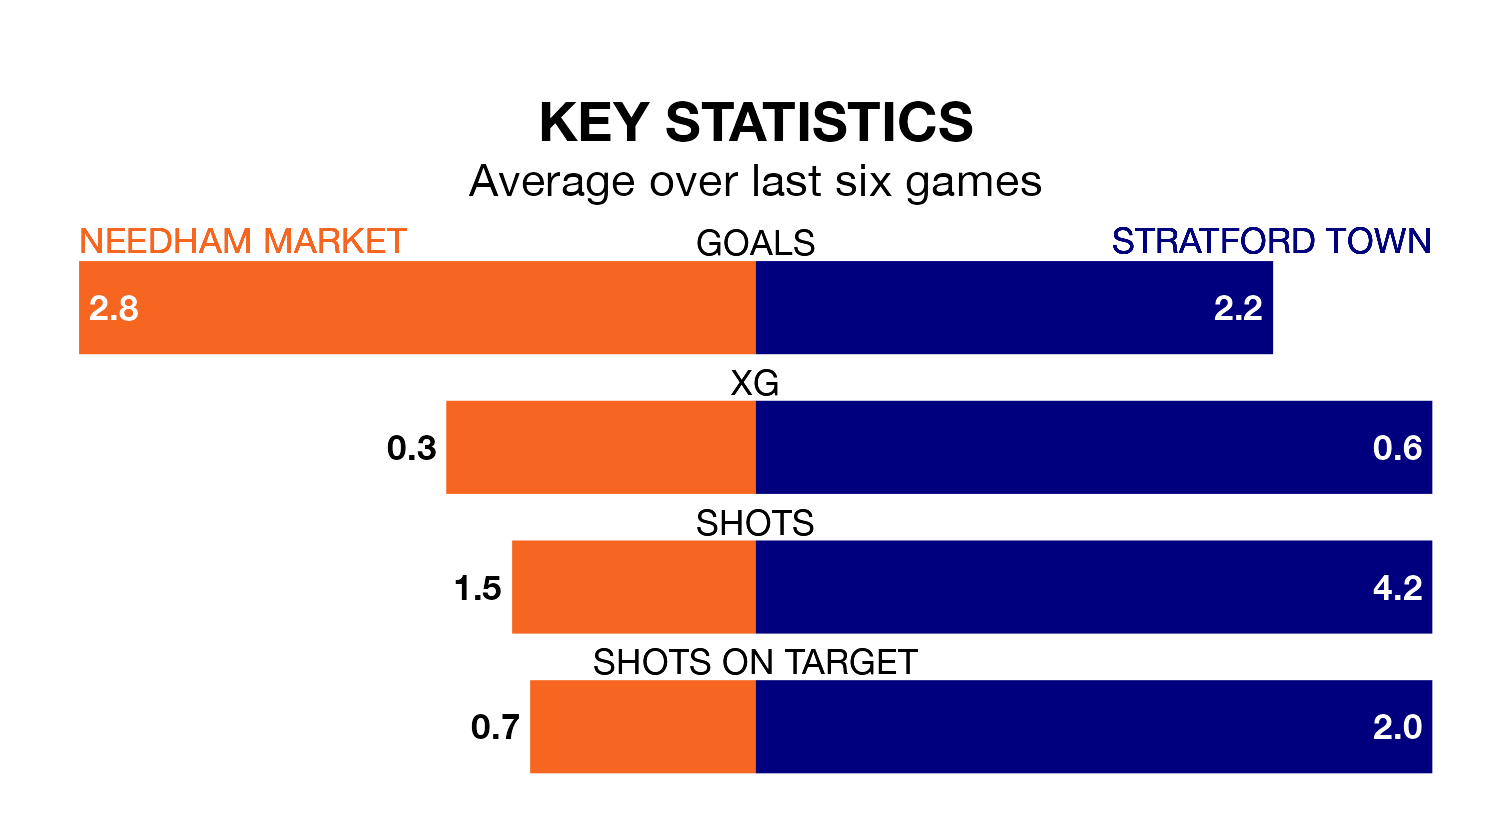 KEY STATISTICS
Average over last six games
NEEDHAM MARKET GOALS STRATFORD TOWN
2.8 2.2
XG
0.3 0.6
SHOTS
1.5 4.2
SHOTS ON TARGET
0.7 2.0